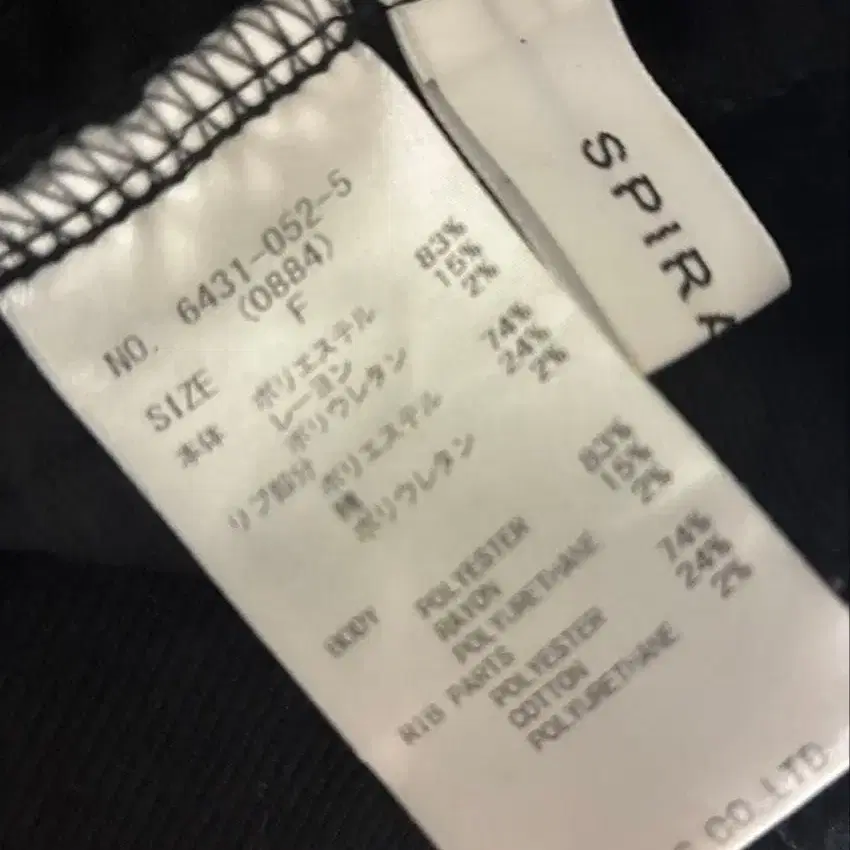 NO. 6431-052-5
(0884)
SIZE F
本体 ポリエステル 83%
レーヨン 15%
ポリウレタン 2%
リブ部分
ポリエステル 74%
綿 24%
ポリウレタン 2%
BODY POLYESTER 83%
RAYON 15%
POLYURETHANE 2%
RIB PARTS
POLYESTER 74%
COTTON 24%
POLYURETHANE 2%
CO.LTD.
SPIRA